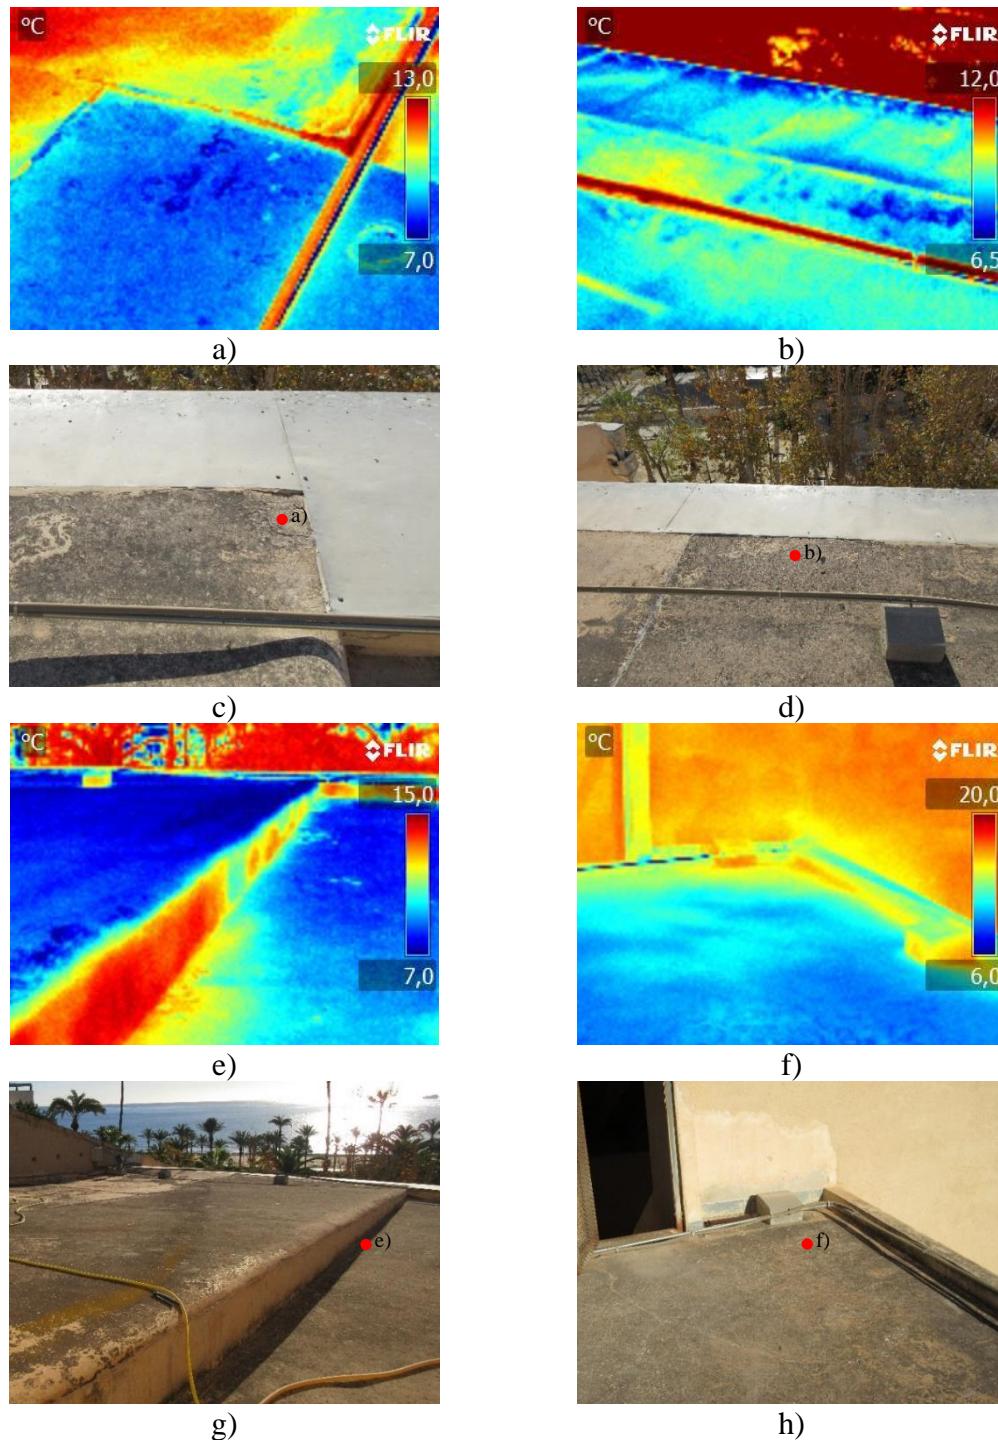 °C FLIR
13,0
7,0
a)
°C FLIR
12,0
6,5
b)
a)
c)
b)
d)
°C FLIR
15,0
7,0
e)
°C FLIR
20,0
6,0
f)
e)
g)
f)
h)